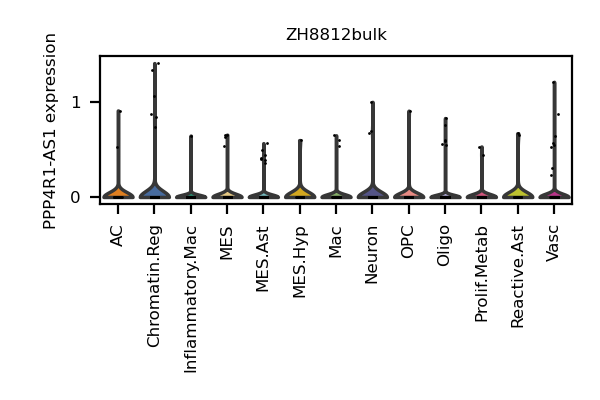 ZH8812bulk
PPP4R1-AS1 expression
1
0
AC
Chromatin.Reg
Inflammatory.Mac
MES
MES.Ast
MES.Hyp
Mac
Neuron
OPC
Oligo
Prolif.Metab
Reactive.Ast
Vasc